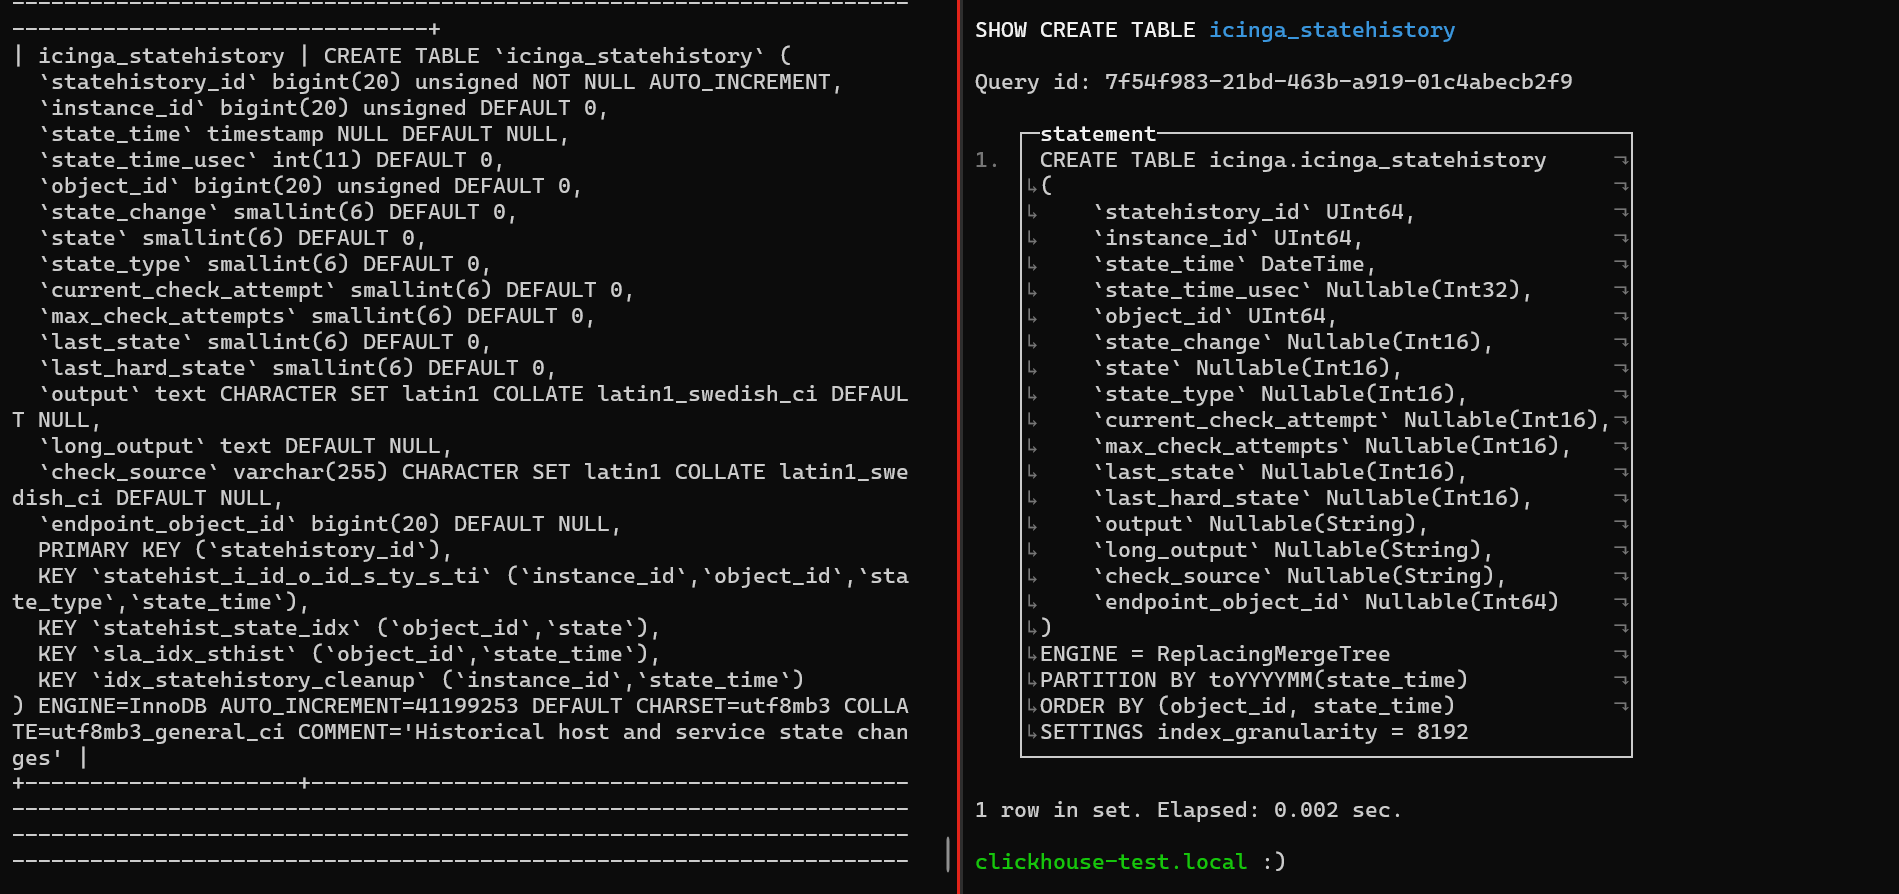 --------------------------------+
| icinga_statehistory | CREATE TABLE `icinga_statehistory` (
  `statehistory_id` bigint(20) unsigned NOT NULL AUTO_INCREMENT,
  `instance_id` bigint(20) unsigned DEFAULT 0,
  `state_time` timestamp NULL DEFAULT NULL,
  `state_time_usec` int(11) DEFAULT 0,
  `object_id` bigint(20) unsigned DEFAULT 0,
  `state_change` smallint(6) DEFAULT 0,
  `state` smallint(6) DEFAULT 0,
  `state_type` smallint(6) DEFAULT 0,
  `current_check_attempt` smallint(6) DEFAULT 0,
  `max_check_attempts` smallint(6) DEFAULT 0,
  `last_state` smallint(6) DEFAULT 0,
  `last_hard_state` smallint(6) DEFAULT 0,
  `output` text CHARACTER SET latin1 COLLATE latin1_swedish_ci DEFAUL
T NULL,
  `long_output` text DEFAULT NULL,
  `check_source` varchar(255) CHARACTER SET latin1 COLLATE latin1_swe
dish_ci DEFAULT NULL,
  `endpoint_object_id` bigint(20) DEFAULT NULL,
  PRIMARY KEY (`statehistory_id`),
  KEY `statehist_i_id_o_id_s_ty_s_ti` (`instance_id`,`object_id`,`sta
te_type`,`state_time`),
  KEY `statehist_state_idx` (`object_id`,`state`),
  KEY `sla_idx_sthist` (`object_id`,`state_time`),
  KEY `idx_statehistory_cleanup` (`instance_id`,`state_time`)
) ENGINE=InnoDB AUTO_INCREMENT=41199253 DEFAULT CHARSET=utf8mb3 COLLA
TE=utf8mb3_general_ci COMMENT='Historical host and service state chan
ges' |
SHOW CREATE TABLE icinga_statehistory
Query id: 7f54f983-21bd-463b-a919-01c4abecb2f9
statement
1. CREATE TABLE icinga.icinga_statehistory ↴
↳( ↴
↳    `statehistory_id` UInt64, ↴
↳    `instance_id` UInt64, ↴
↳    `state_time` DateTime, ↴
↳    `state_time_usec` Nullable(Int32), ↴
↳    `object_id` UInt64, ↴
↳    `state_change` Nullable(Int16), ↴
↳    `state` Nullable(Int16), ↴
↳    `state_type` Nullable(Int16), ↴
↳    `current_check_attempt` Nullable(Int16),↴
↳    `max_check_attempts` Nullable(Int16), ↴
↳    `last_state` Nullable(Int16), ↴
↳    `last_hard_state` Nullable(Int16), ↴
↳    `output` Nullable(String), ↴
↳    `long_output` Nullable(String), ↴
↳    `check_source` Nullable(String), ↴
↳    `endpoint_object_id` Nullable(Int64) ↴
↳) ↴
↳ENGINE = ReplacingMergeTree ↴
↳PARTITION BY toYYYYMM(state_time) ↴
↳ORDER BY (object_id, state_time) ↴
↳SETTINGS index_granularity = 8192
1 row in set. Elapsed: 0.002 sec.
clickhouse-test.local :)